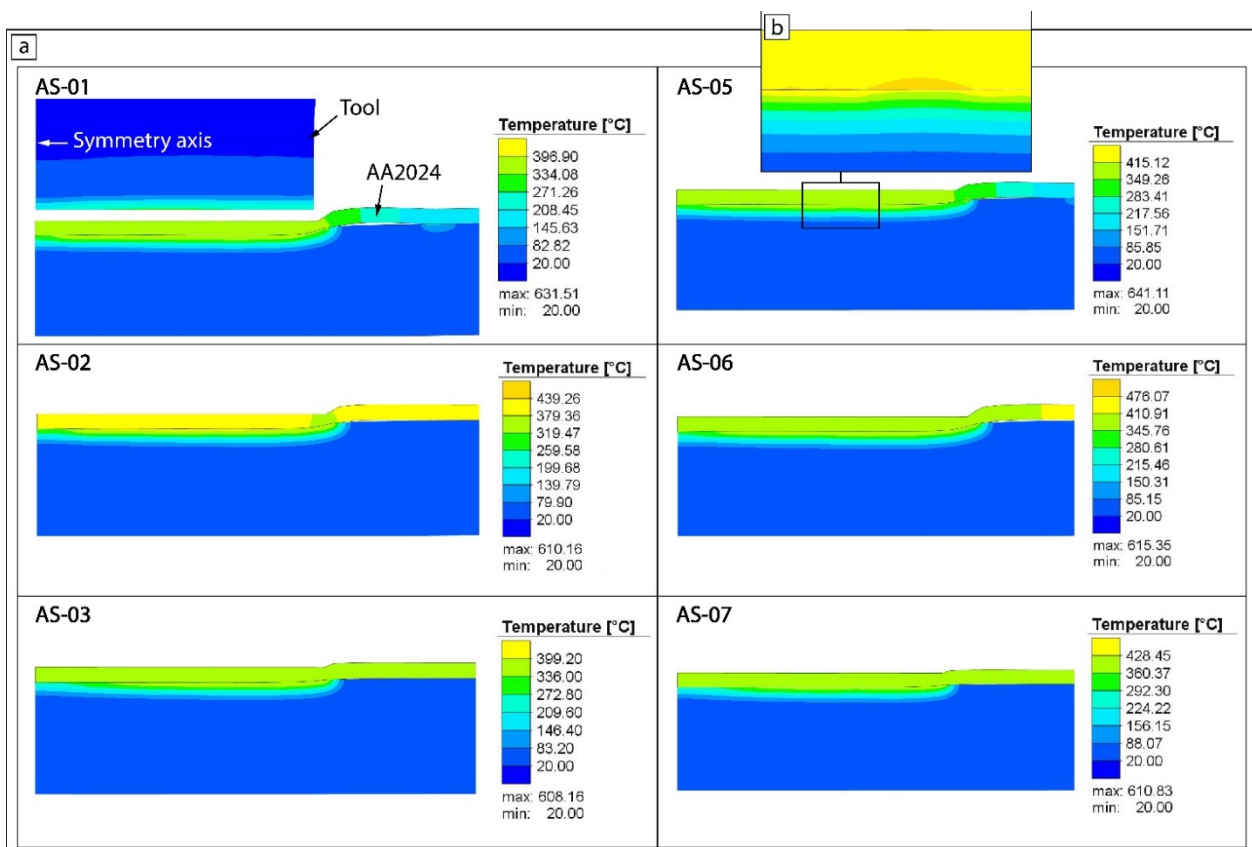 a
AS-01
Symmetry axis
Tool
AA2024
Temperature [°C]
396.90
334.08
271.26
208.45
145.63
82.82
20.00
max: 631.51
min: 20.00
b
AS-05
Temperature [°C]
415.12
349.26
283.41
217.56
151.71
85.85
20.00
max: 641.11
min: 20.00
AS-02
Temperature [°C]
439.26
379.36
319.47
259.58
199.68
139.79
79.90
20.00
max: 610.16
min: 20.00
AS-06
Temperature [°C]
476.07
410.91
345.76
280.61
215.46
150.31
85.15
20.00
max: 615.35
min: 20.00
AS-03
Temperature [°C]
399.20
336.00
272.80
209.60
146.40
83.20
20.00
max: 608.16
min: 20.00
AS-07
Temperature [°C]
428.45
360.37
292.30
224.22
156.15
88.07
20.00
max: 610.83
min: 20.00